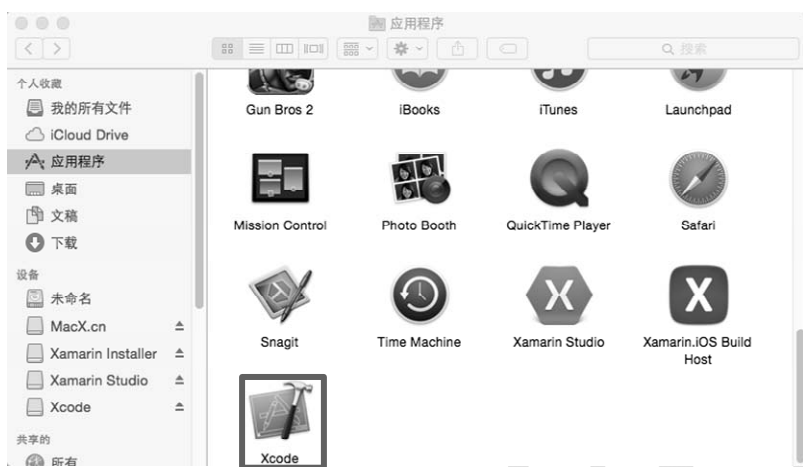 应用程序
搜索
个人收藏
我的所有文件
iCloud Drive
应用程序
桌面
文稿
下载
设备
未命名
MacX.cn
Xamarin Installer
Xamarin Studio
Xcode
共享的
所有
Gun Bros 2
iBooks
iTunes
Launchpad
Mission Control
Photo Booth
QuickTime Player
Safari
Snagit
Time Machine
Xamarin Studio
Xamarin.iOS Build
Host
Xcode